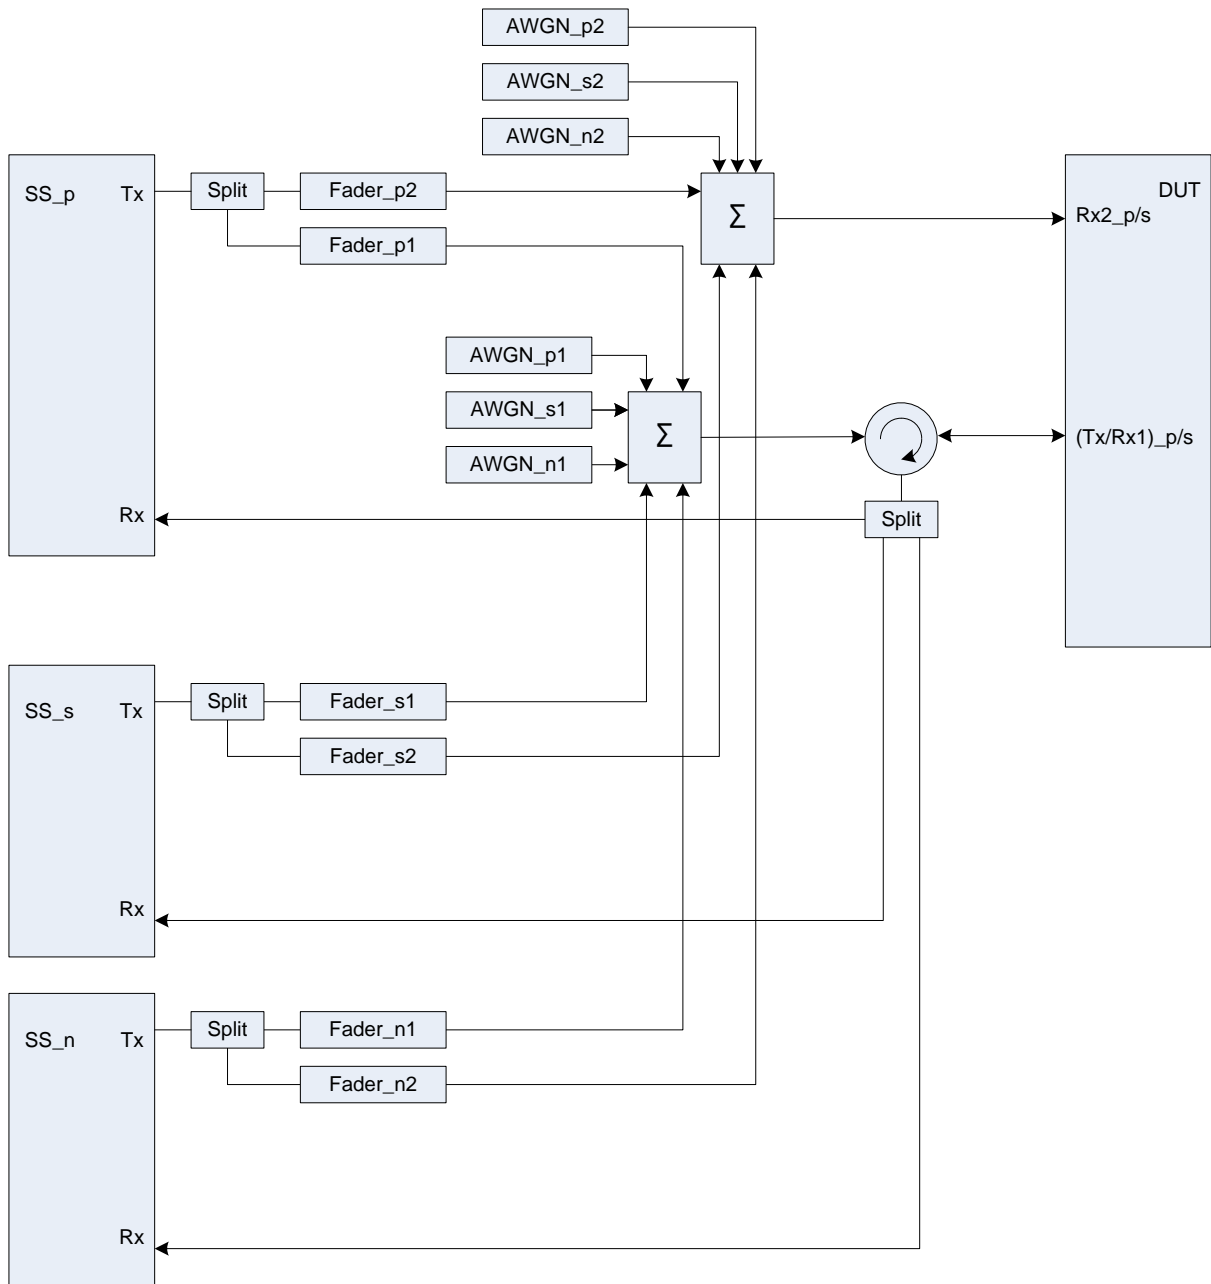 AWGN_p2
AWGN_s2
AWGN_n2
SS_p
Tx
Split
Fader_p2
Fader_p1
Σ
DUT
Rx2_p/s
AWGN_p1
AWGN_s1
AWGN_n1
Σ
(Tx/Rx1)_p/s
Rx
Split
SS_s
Tx
Split
Fader_s1
Fader_s2
Rx
SS_n
Tx
Split
Fader_n1
Fader_n2
Rx